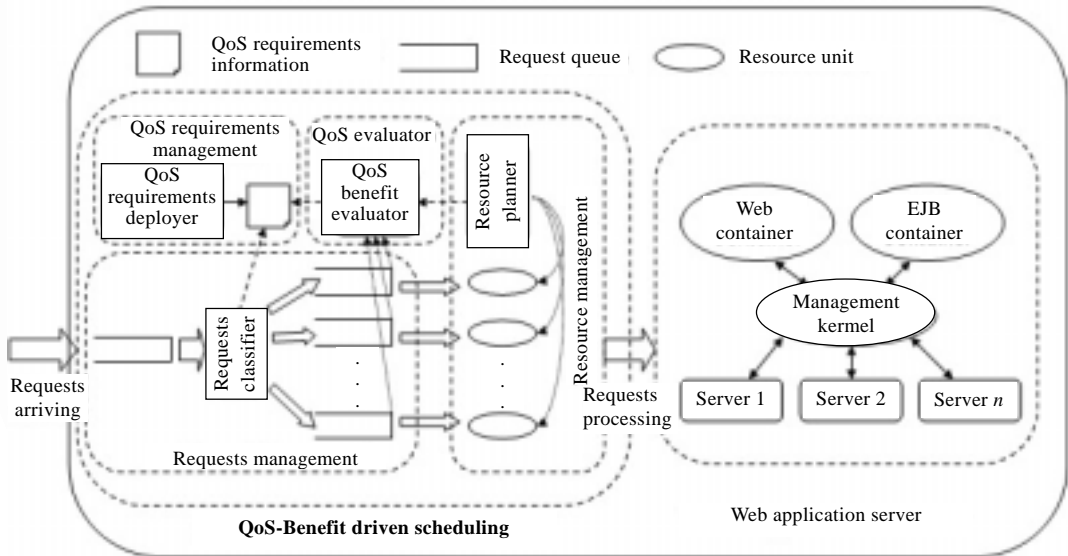 QoS requirements
information
Request queue
Resource unit
QoS requirements
management
QoS evaluator
QoS
requirements
deployer
QoS
benefit
evaluator
Resource
planner
Resource management
Web
container
EJB
container
Management
kernel
Requests
arriving
Requests
classifier
Requests
processing
Server 1
Server 2
Server n
Requests management
QoS-Benefit driven scheduling
Web application server